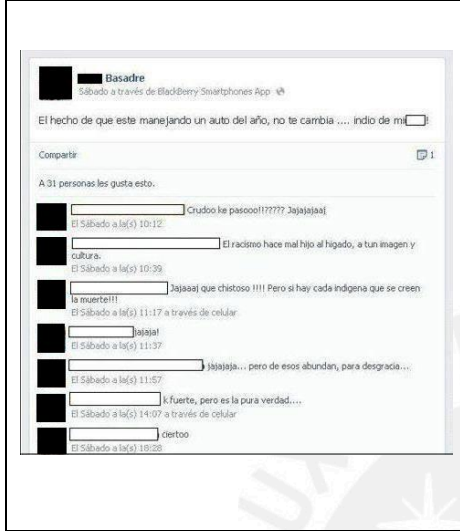 Basadre
Sábado a través de BlackBerry Smartphones App
El hecho de que este manejando un auto del año, no te cambia .... indio de mi !
Compartir
1
A 31 personas les gusta esto.
Crudoo ke pasooo!!????? Jajajajaaj
El Sábado a la(s) 10:12
El racismo hace mal hijo al higado, a tun imagen y
cultura.
El Sábado a la(s) 10:39
Jajaaaj que chistoso !!!! Pero si hay cada indigena que se creen
la muerte!!!
El Sábado a la(s) 11:17 a través de celular
jajaja!
El Sábado a la(s) 11:37
jajajaja... pero de esos abundan, para desgracia...
El Sábado a la(s) 11:57
k fuerte, pero es la pura verdad....
El Sábado a la(s) 14:07 a través de celular
ciertoo
El Sábado a la(s) 18:28